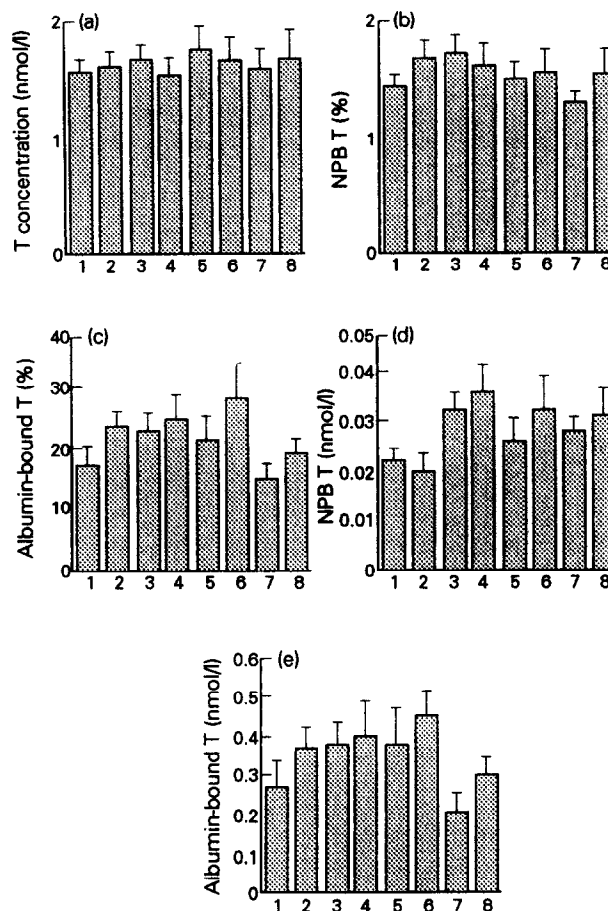 (a)
T concentration (nmol/l)
2
1
0
1 2 3 4 5 6 7 8
(b)
NPB T (%)
2
1
0
1 2 3 4 5 6 7 8
(c)
Albumin-bound T (%)
40
30
20
10
0
1 2 3 4 5 6 7 8
(d)
NPB T (nmol/l)
0.05
0.04
0.03
0.02
0.01
0
1 2 3 4 5 6 7 8
(e)
Albumin-bound T (nmol/l)
0.6
0.5
0.4
0.3
0.2
0.1
0
1 2 3 4 5 6 7 8